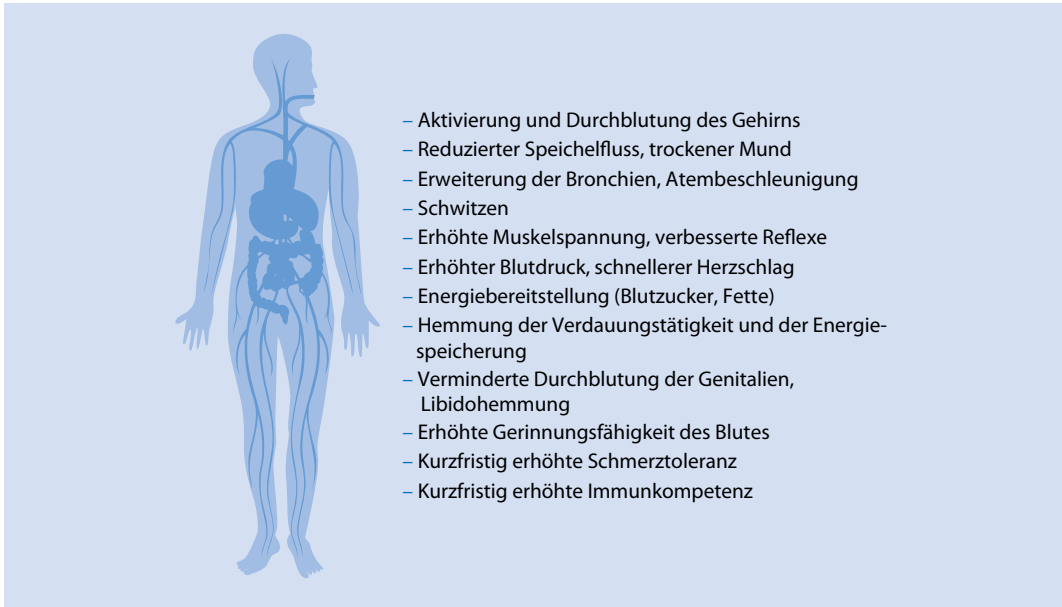 – Aktivierung und Durchblutung des Gehirns
– Reduzierter Speichelfluss, trockener Mund
– Erweiterung der Bronchien, Atembeschleunigung
– Schwitzen
– Erhöhte Muskelspannung, verbesserte Reflexe
– Erhöhter Blutdruck, schnellerer Herzschlag
– Energiebereitstellung (Blutzucker, Fette)
– Hemmung der Verdauungstätigkeit und der Energie-
speicherung
– Verminderte Durchblutung der Genitalien,
Libidohemmung
– Erhöhte Gerinnungsfähigkeit des Blutes
– Kurzfristig erhöhte Schmerztoleranz
– Kurzfristig erhöhte Immunkompetenz